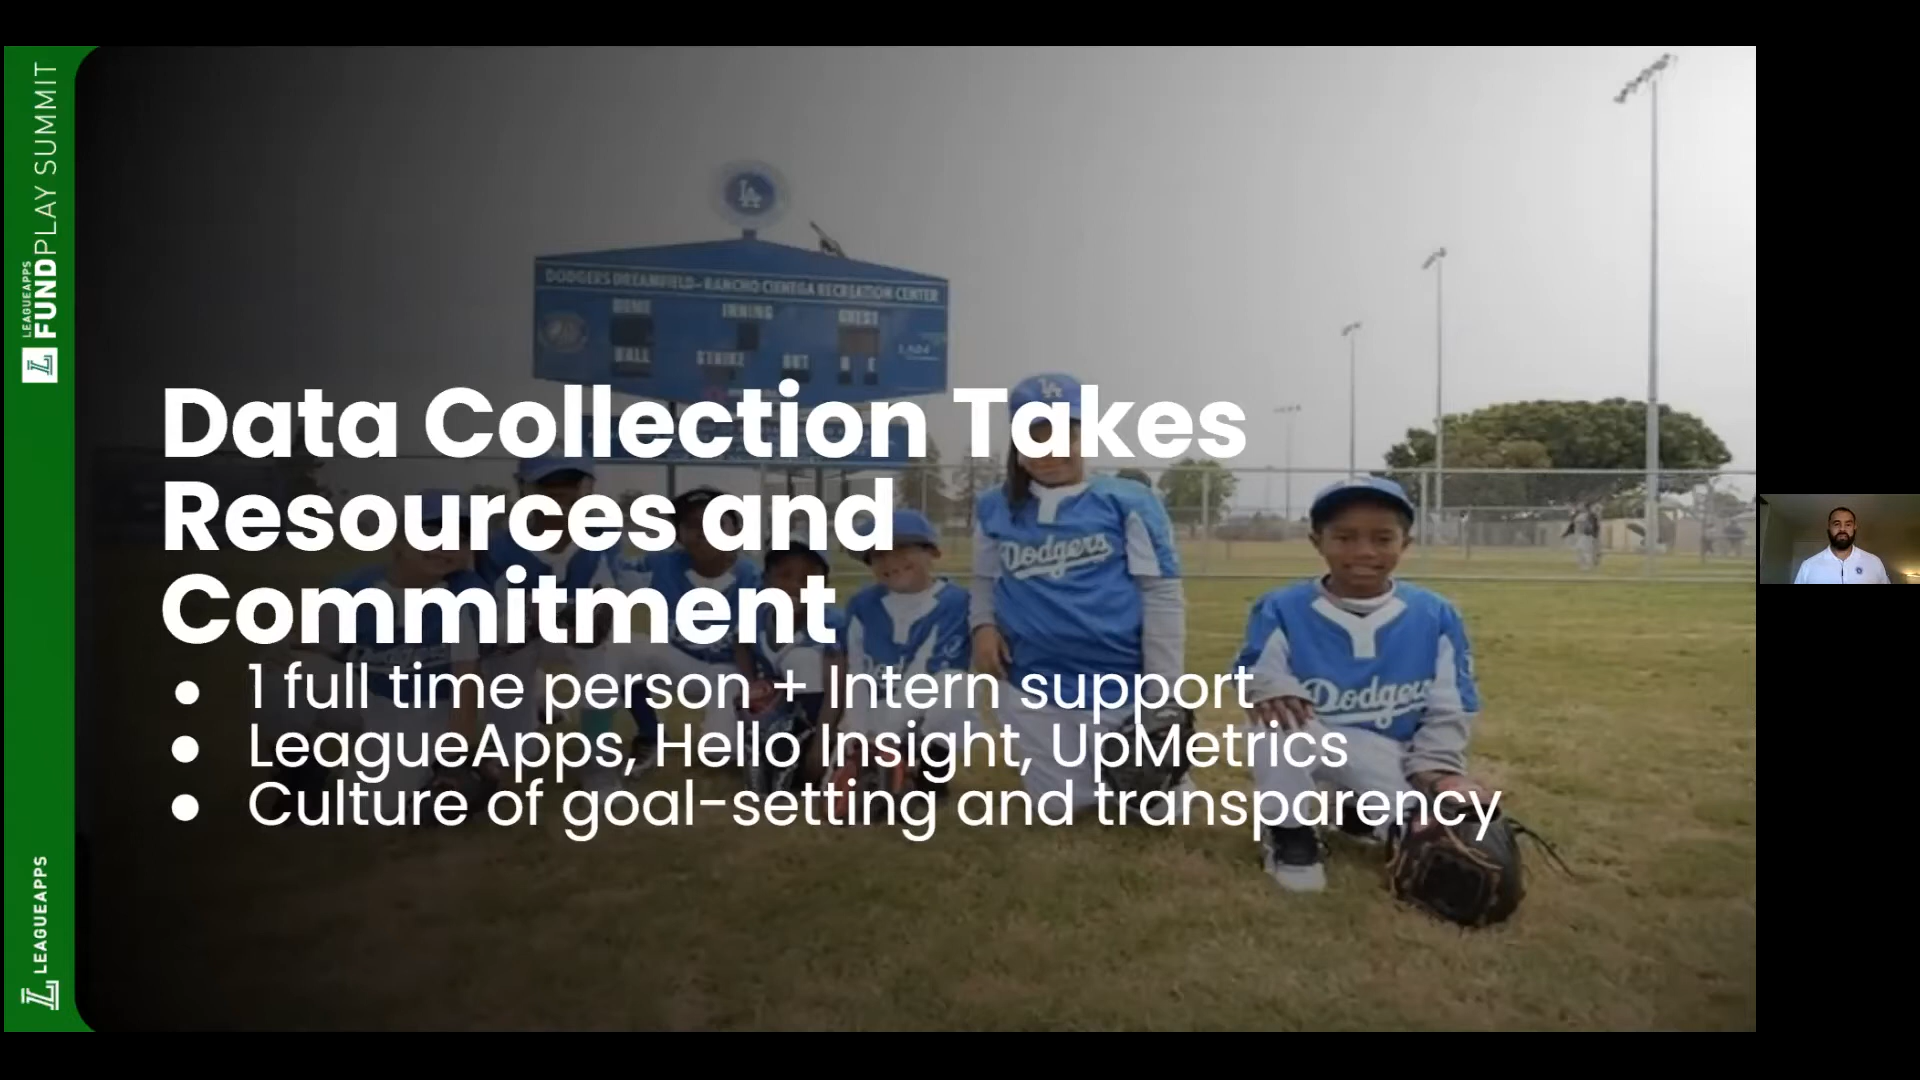 LEAGUEAPPS
FUNDPLAY SUMMIT
LEAGUEAPPS
LA
DODGERS DREAMFIELD - RANCHO CIENEGA RECREATION CENTER
HOME INNING GUEST
BALL STRIKE OUT H E
Data Collection Takes
Resources and
Commitment
● 1 full time person + Intern support
● LeagueApps, Hello Insight, UpMetrics
● Culture of goal-setting and transparency
LA
Dodgers
Dodgers